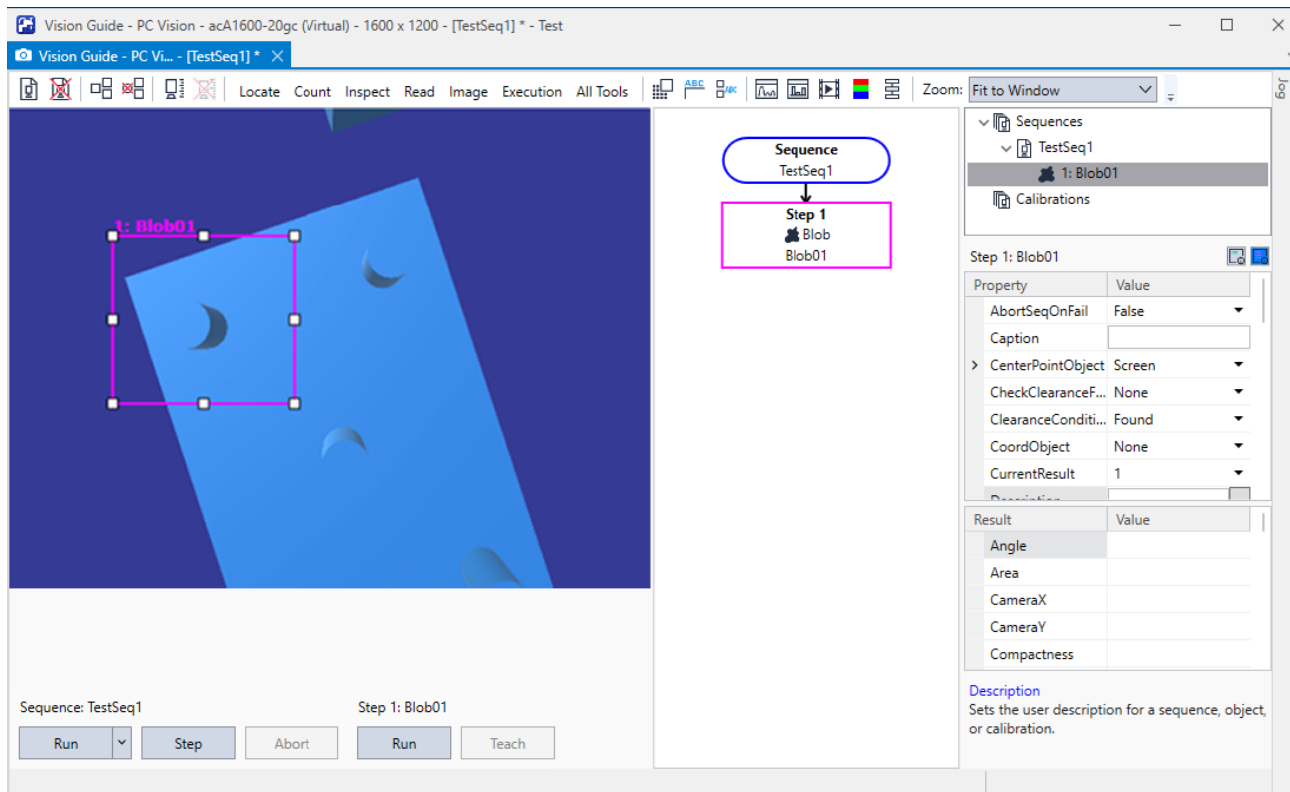 Vision Guide - PC Vision - acA1600-20gc (Virtual) - 1600 x 1200 - [TestSeq1] * - Test
Vision Guide - PC Vi... - [TestSeq1] *
Locate Count Inspect Read Image Execution All Tools ABC ABC Zoom: Fit to Window
Jog
1: Blob01
Sequence
TestSeq1
Step 1
Blob
Blob01
Sequences
TestSeq1
1: Blob01
Calibrations
Step 1: Blob01
Property Value
AbortSeqOnFail False
Caption
CenterPointObject Screen
CheckClearanceF... None
ClearanceConditi... Found
CoordObject None
CurrentResult 1
Description
Result Value
Angle
Area
CameraX
CameraY
Compactness
Description
Sets the user description for a sequence, object,
or calibration.
Sequence: TestSeq1 Step 1: Blob01
Run Step Abort Run Teach